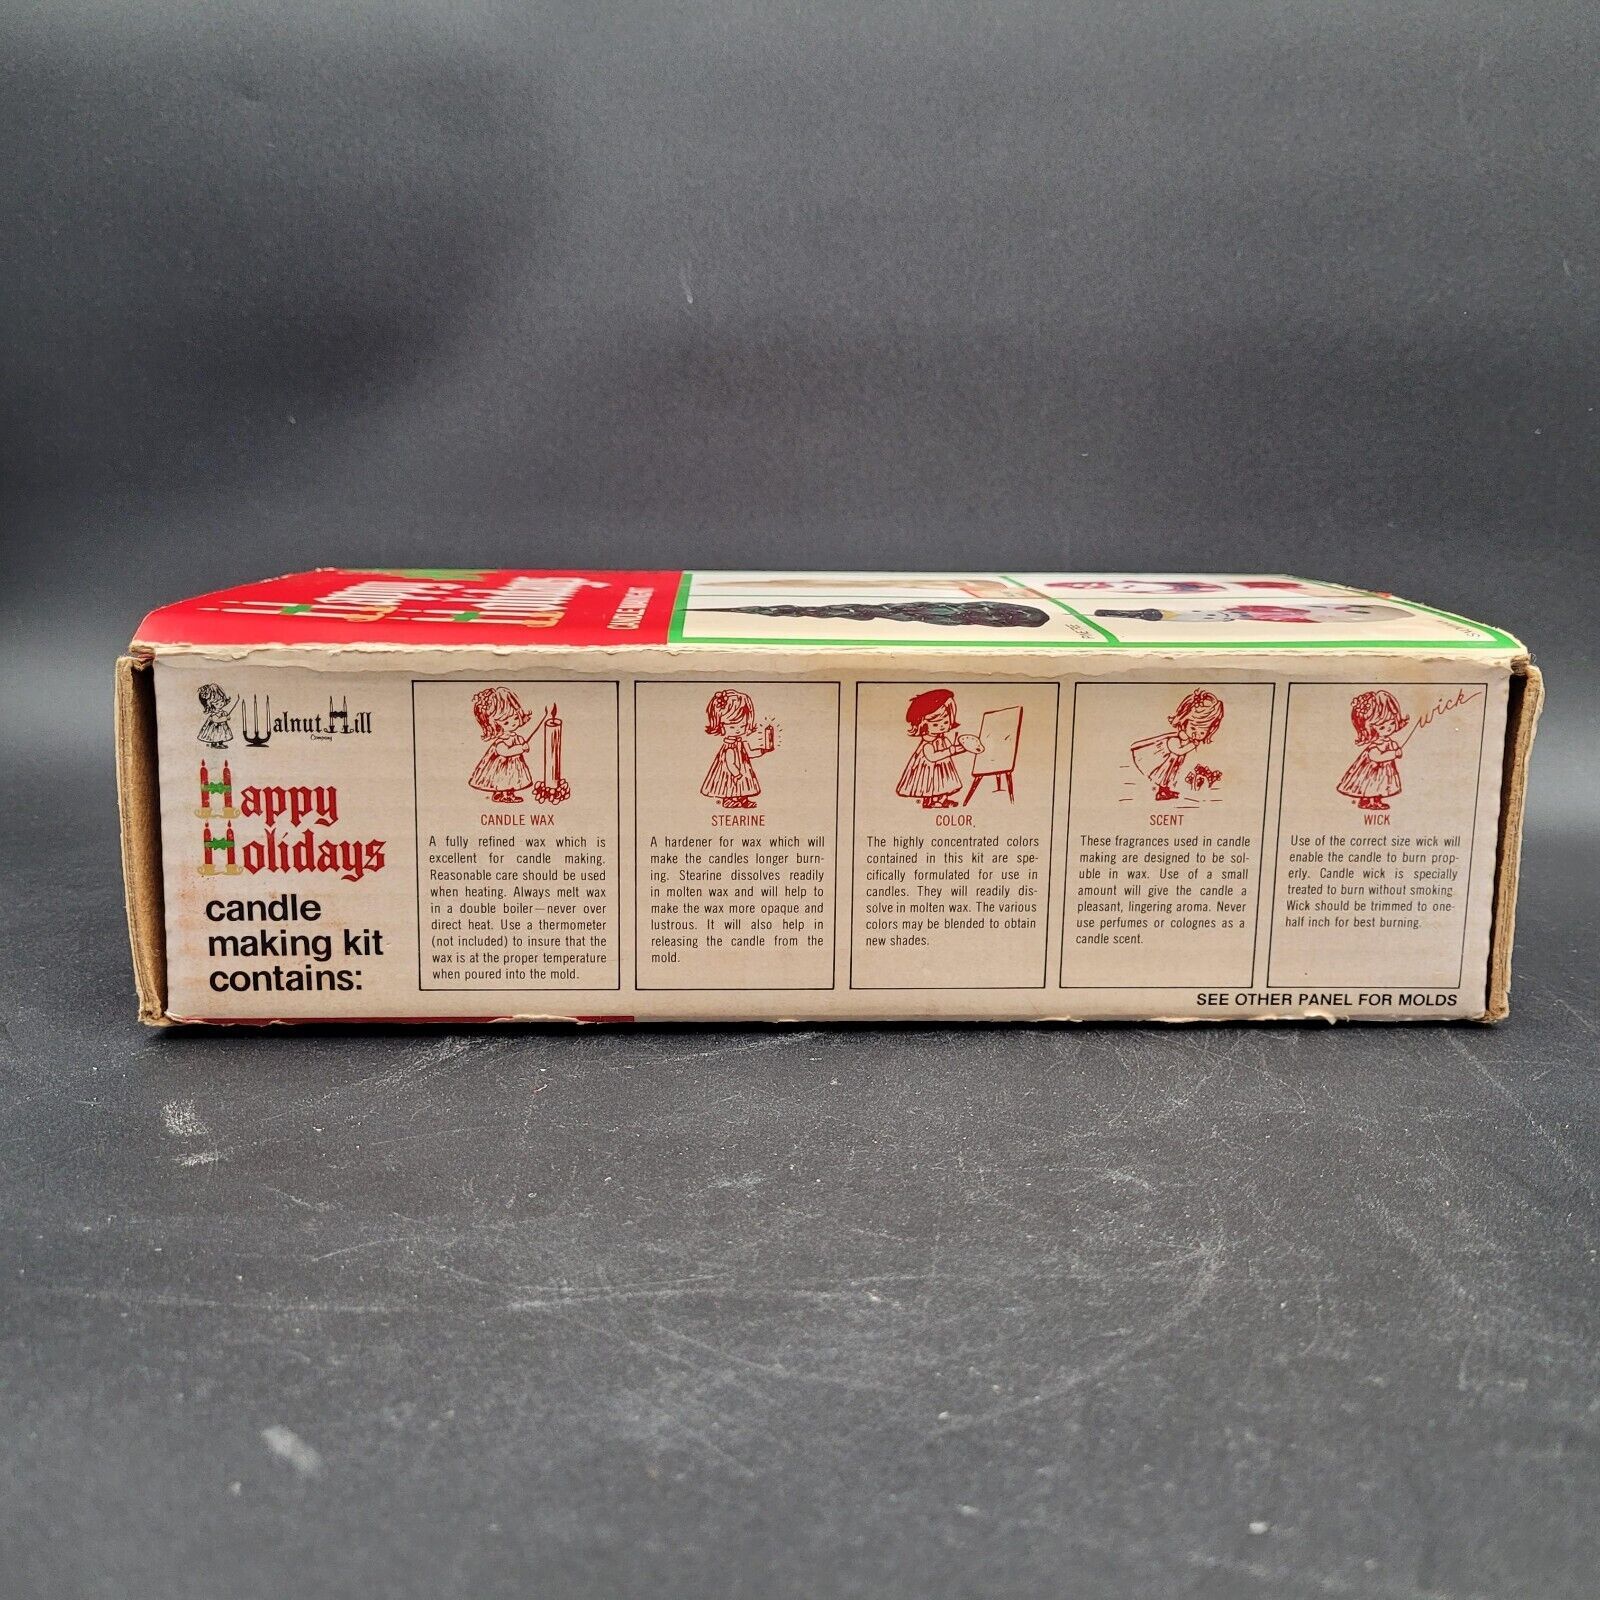 Happy
Holidays
CANDLE MAKING KIT
Walnut Hill
Company
Happy
Holidays
candle
making kit
contains:
CANDLE WAX
A fully refined wax which is
excellent for candle making.
Reasonable care should be used
when heating. Always melt wax
in a double boiler—never over
direct heat. Use a thermometer
(not included) to insure that the
wax is at the proper temperature
when poured into the mold.
STEARINE
A hardener for wax which will
make the candles longer burn-
ing. Stearine dissolves readily
in molten wax and will help to
make the wax more opaque and
lustrous. It will also help in
releasing the candle from the
mold.
COLOR
The highly concentrated colors
contained in this kit are spe-
cifically formulated for use in
candles. They will readily dis-
solve in molten wax. The various
colors may be blended to obtain
new shades.
SCENT
These fragrances used in candle
making are designed to be sol-
uble in wax. Use of a small
amount will give the candle a
pleasant, lingering aroma. Never
use perfumes or colognes as a
candle scent.
wick
WICK
Use of the correct size wick will
enable the candle to burn prop-
erly. Candle wick is specially
treated to burn without smoking.
Wick should be trimmed to one-
half inch for best burning.
SEE OTHER PANEL FOR MOLDS